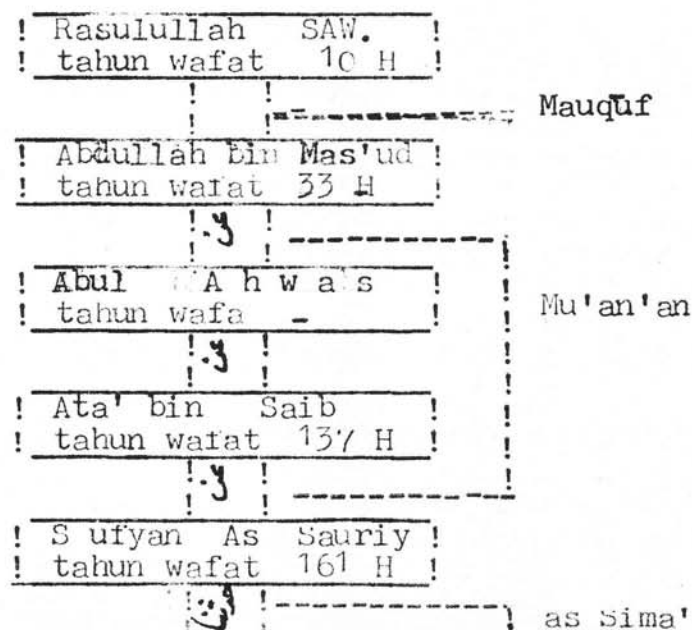 Rasulullah SAW.
tahun wafat 10 H
Mauqūf
Abdullah bin Mas'ud
tahun wafat 33 H
عن
Abul Ahwas
tahun wafa -
Mu'an'an
عن
Ata' bin Saib
tahun wafat 137 H
عن
Sufyan As Sauriy
tahun wafat 161 H
as Sima'